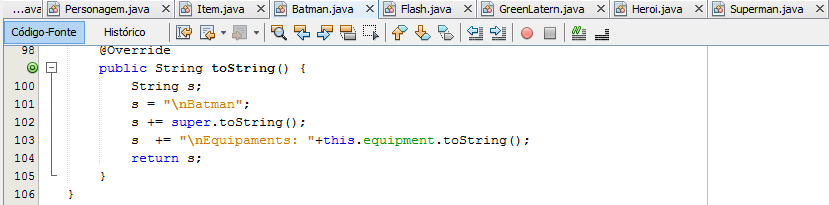 ...ava Personagem.java Item.java Batman.java Flash.java GreenLatern.java Heroi.java Superman.java
Código-Fonte Histórico
98 @Override
public String toString() {
100 String s;
101 s = "\nBatman";
102 s += super.toString();
103 s += "\nEquipaments: "+this.equipment.toString();
104 return s;
105 }
106 }